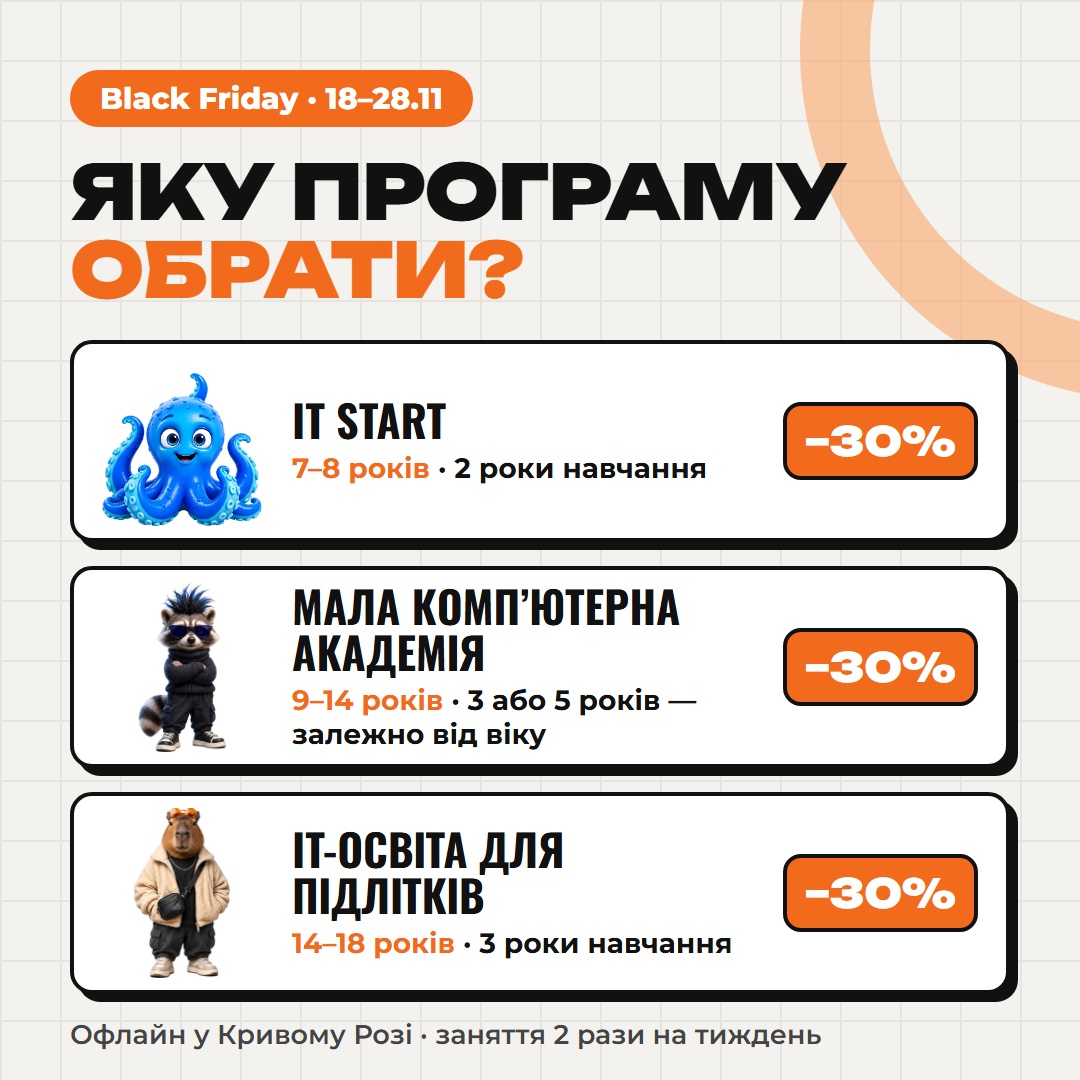 Black Friday · 18–28.11
ЯКУ ПРОГРАМУ
ОБРАТИ?
IT START
7–8 років · 2 роки навчання
–30%
МАЛА КОМП’ЮТЕРНА
АКАДЕМІЯ
9–14 років · 3 або 5 років —
залежно від віку
–30%
ІТ-ОСВІТА ДЛЯ
ПІДЛІТКІВ
14–18 років · 3 роки навчання
–30%
Офлайн у Кривому Розі · заняття 2 рази на тиждень